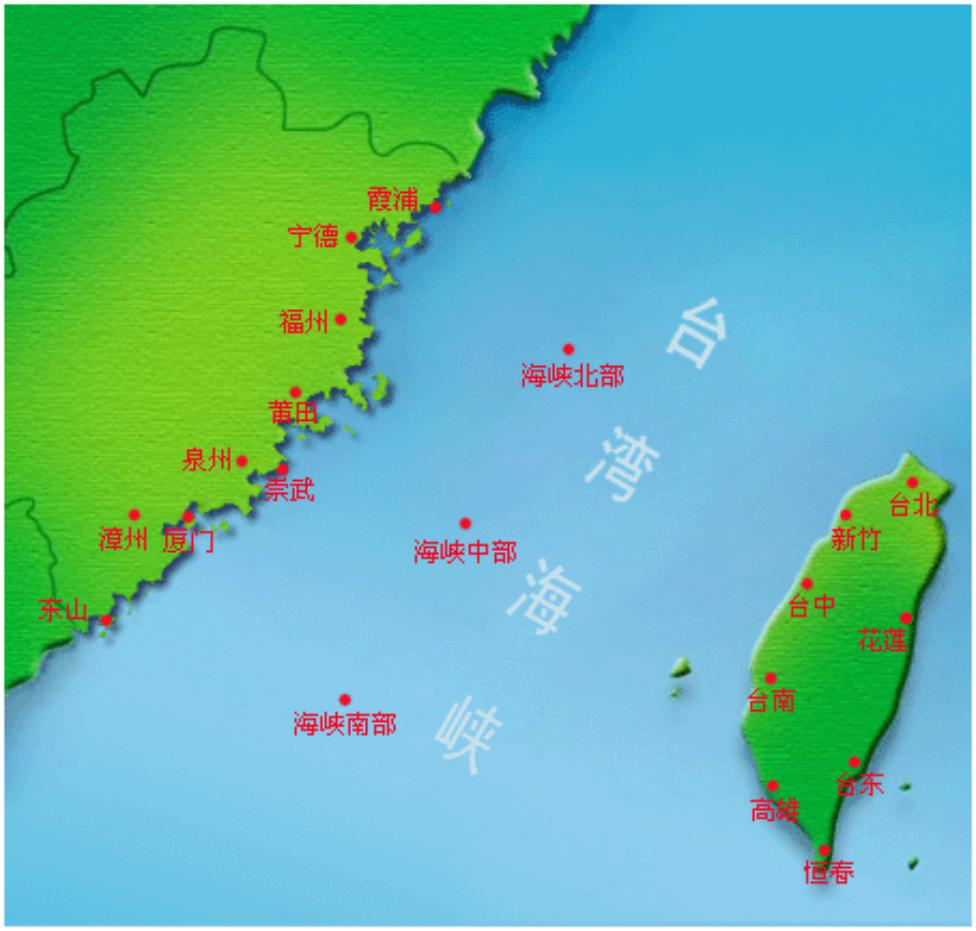 霞浦
宁德
福州
莆田
泉州
崇武
漳州
厦门
东山
海峡北部
海峡中部
海峡南部
台
湾
海
峡
台北
新竹
台中
花莲
台南
台东
高雄
恒春